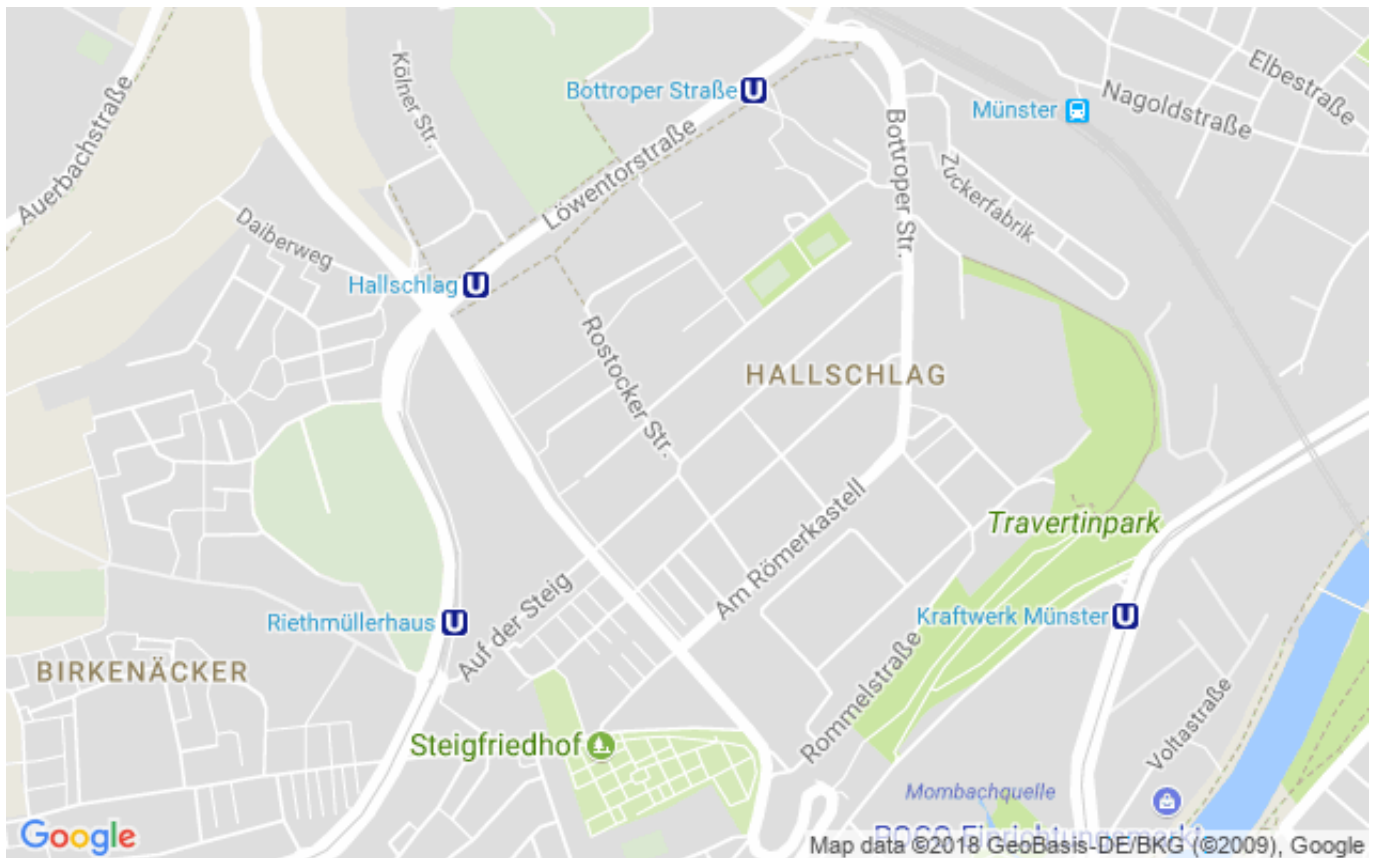 Elbestraße
Kölner Str.
Auerbachstraße
Bottroper Straße U
Münster
Nagoldstraße
Bottroper Str.
Löwentorstraße
Zuckerfabrik
Daiberweg
Hallschlag U
Rostocker Str.
HALLSCHLAG
Am Römerkastell
Travertinpark
Riethmüllerhaus U
Auf der Steig
Kraftwerk Münster U
BIRKENÄCKER
Rommelstraße
Voltastraße
Steigfriedhof
Mombachquelle
Google
Map data ©2018 GeoBasis-DE/BKG (©2009), Google